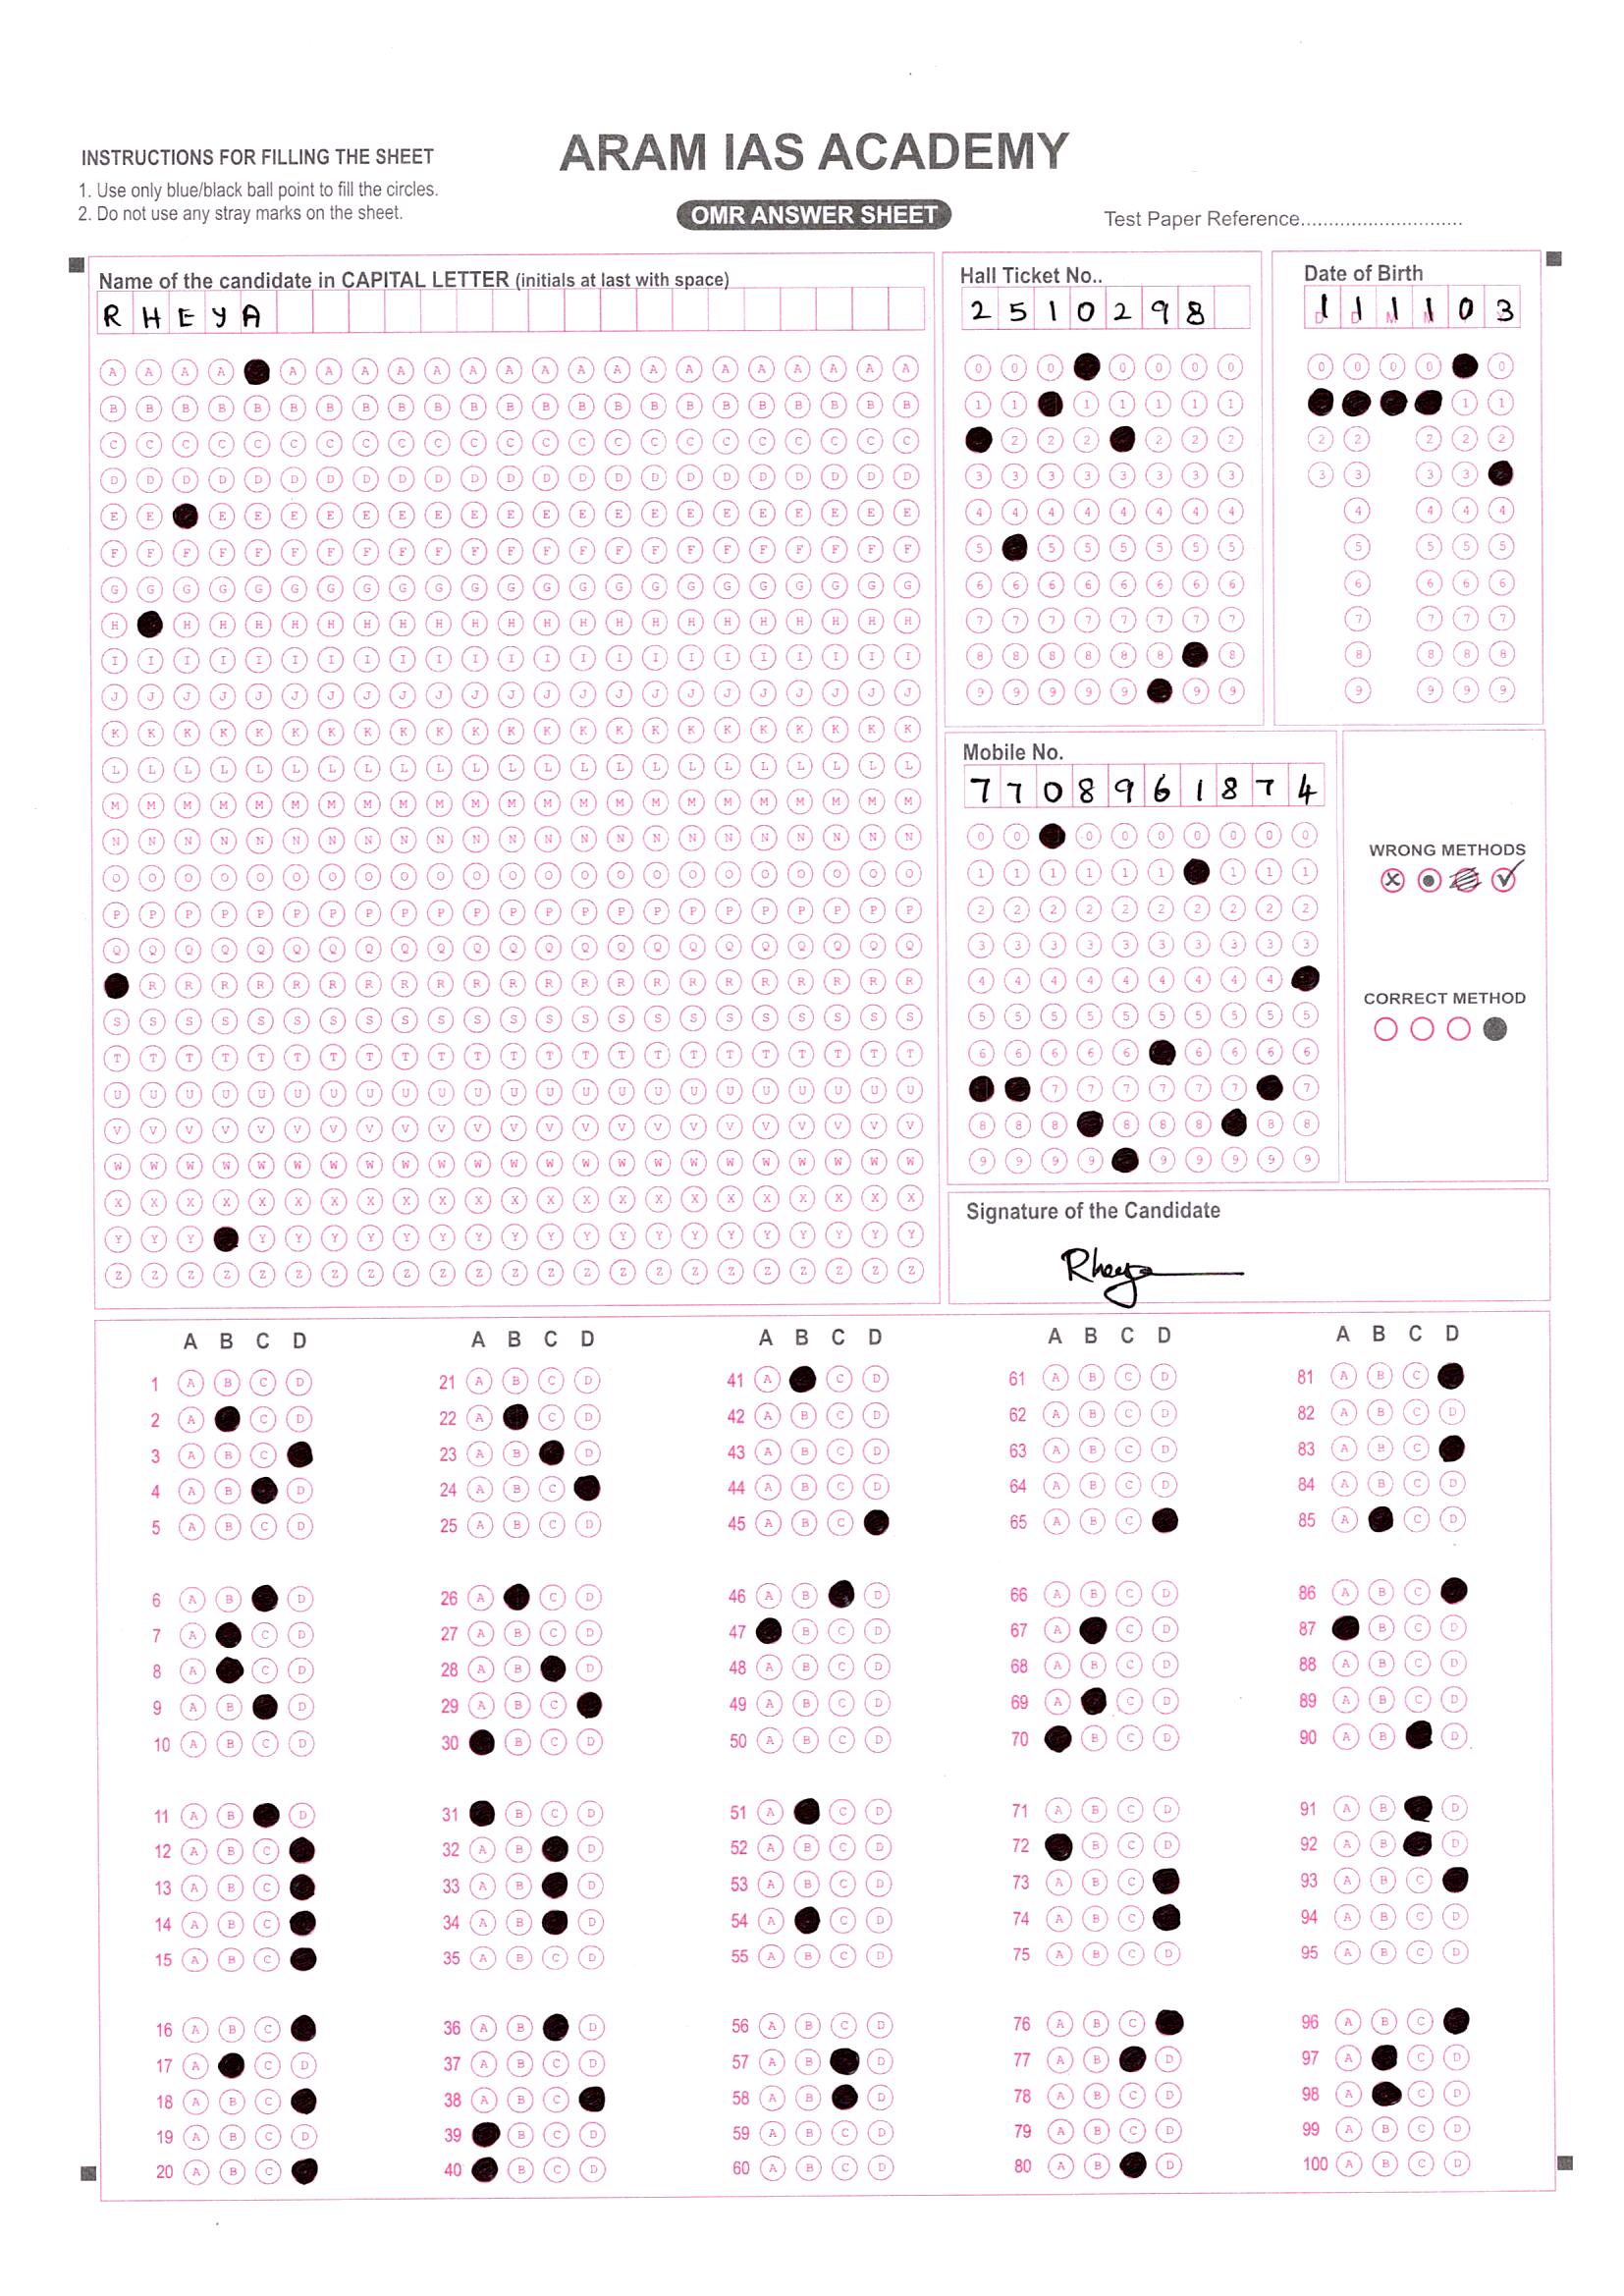 ARAM IAS ACADEMY
INSTRUCTIONS FOR FILLING THE SHEET
1. Use only blue/black ball point to fill the circles.
2. Do not use any stray marks on the sheet.
OMR ANSWER SHEET
Test Paper Reference.............................
Name of the candidate in CAPITAL LETTER (initials at last with space)
R H E Y A
Hall Ticket No..
2 5 1 0 2 9 8
Date of Birth
1 1 1 1 0 3
Mobile No.
7 7 0 8 9 6 1 8 7 4
WRONG METHODS
CORRECT METHOD
Signature of the Candidate
Rheya
A B C D
1 A B C D
2 A C D
3 A B C
4 A B D
5 A B C D
6 A B D
7 A C D
8 A C D
9 A B D
10 A B C D
11 A B D
12 A B C
13 A B C
14 A B C
15 A B C
16 A B C
17 A C D
18 A B C
19 A B C D
20 A B C
A B C D
21 A B C D
22 A C D
23 A B D
24 A B C
25 A B C D
26 A C D
27 A B C D
28 A B D
29 A B C
30 B C D
31 B C D
32 A B D
33 A B D
34 A B D
35 A B C D
36 A B D
37 A B C D
38 A B C
39 B C D
40 B C D
A B C D
41 A C D
42 A B C D
43 A B C D
44 A B C D
45 A B C
46 A B D
47 B C D
48 A B C D
49 A B C D
50 A B C D
51 A C D
52 A B C D
53 A B C D
54 A C D
55 A B C D
56 A B C D
57 A B D
58 A B D
59 A B C D
60 A B C D
A B C D
61 A B C D
62 A B C D
63 A B C D
64 A B C D
65 A B C
66 A B C D
67 A C D
68 A B C D
69 A C D
70 B C D
71 A B C D
72 B C D
73 A B C
74 A B C
75 A B C D
76 A B C
77 A B D
78 A B C D
79 A B C D
80 A B D
A B C D
81 A B C
82 A B C D
83 A B C
84 A B C D
85 A C D
86 A B C
87 B C D
88 A B C D
89 A B C D
90 A B D
91 A B D
92 A B D
93 A B C
94 A B C D
95 A B C D
96 A B C
97 A C D
98 A C D
99 A B C D
100 A B C D